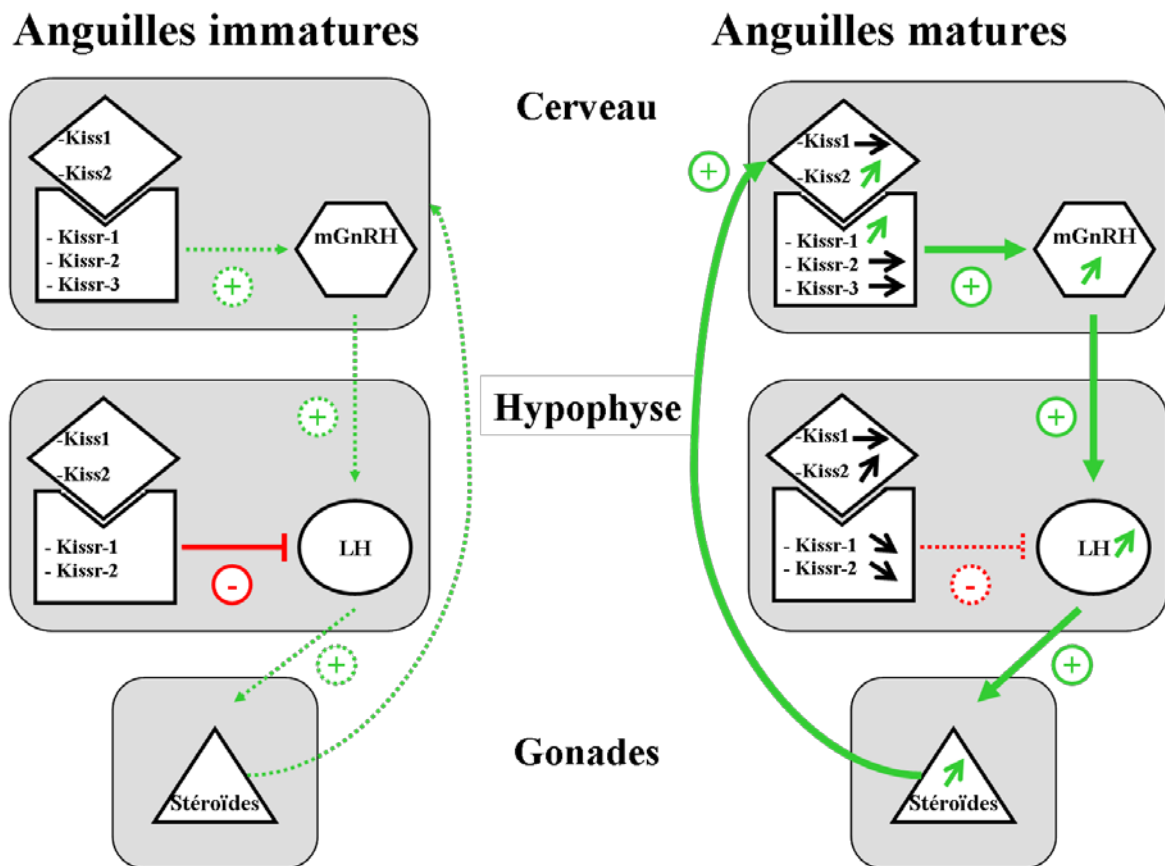 Anguilles immatures
Anguilles matures
Cerveau
-Kiss1
-Kiss2
- Kissr-1
- Kissr-2
- Kissr-3
+
mGnRH
+
-Kiss1
-Kiss2
- Kissr-1
- Kissr-2
- Kissr-3
+
mGnRH
Hypophyse
+
-Kiss1
-Kiss2
- Kissr-1
- Kissr-2
-
LH
+
+
-Kiss1
-Kiss2
- Kissr-1
- Kissr-2
-
LH
+
Gonades
Stéroïdes
Stéroïdes